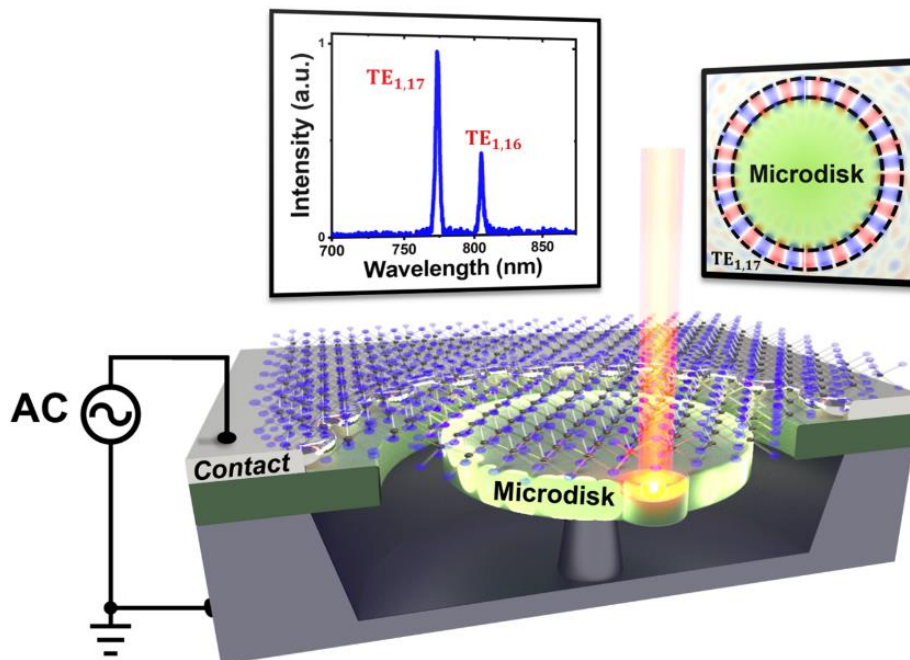 1
TE1,17
TE1,16
Intensity (a.u.)
0
700
750
800
850
Wavelength (nm)
Microdisk
TE1,17
AC
Contact
Microdisk